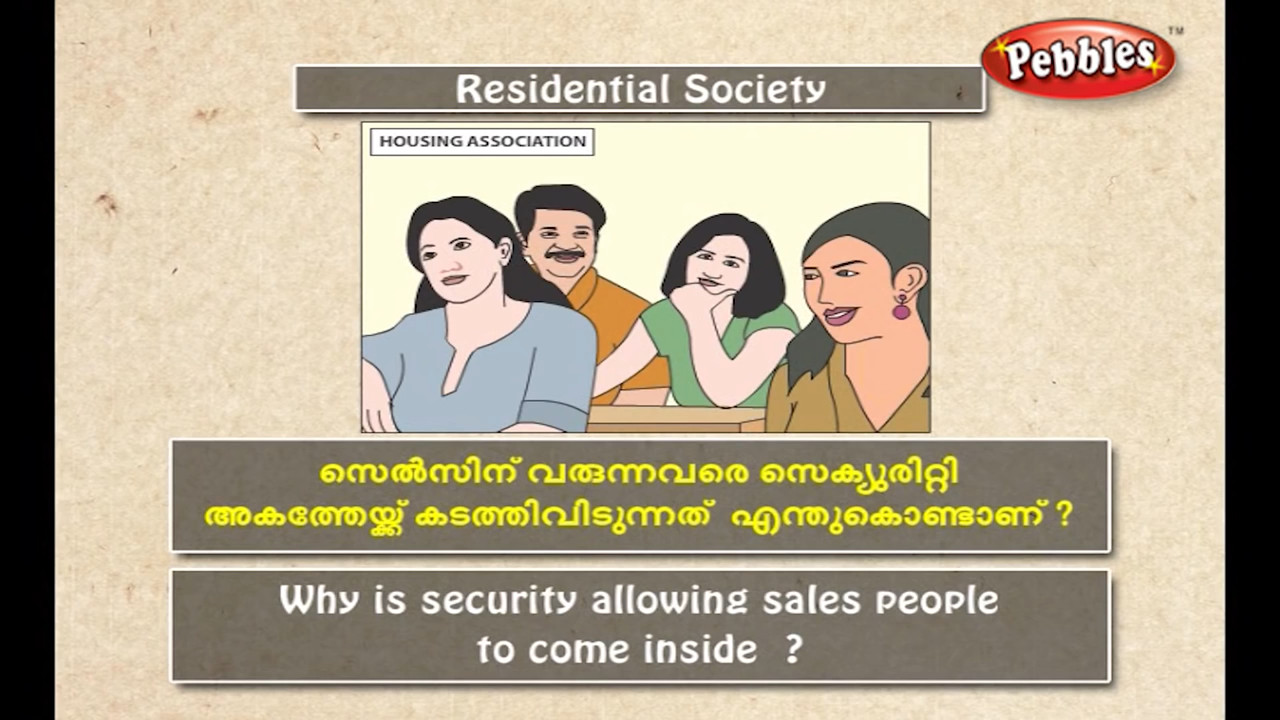 Pebbles™
Residential Society
HOUSING ASSOCIATION
സെൽസിന് വരുന്നവരെ സെക്യുരിറ്റി
അകത്തേയ്ക്ക് കടത്തിവിടുന്നത് എന്തുകൊണ്ടാണ് ?
Why is security allowing sales people
to come inside ?